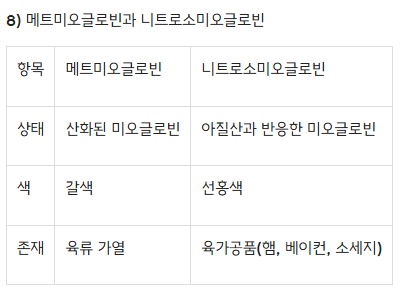 8) 메트미오글로빈과 니트로소미오글로빈
항목 메트미오글로빈 니트로소미오글로빈
상태 산화된 미오글로빈 아질산과 반응한 미오글로빈
색 갈색 선홍색
존재 육류 가열 육가공품(햄, 베이컨, 소세지)